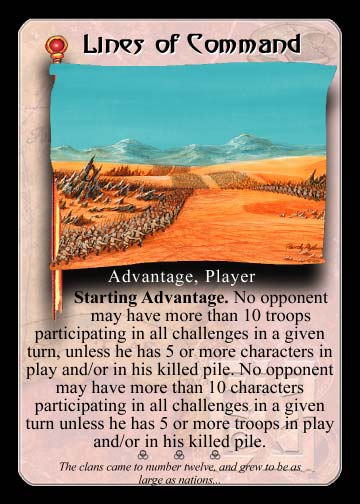 Lines of Command
Advantage, Player
Starting Advantage. No opponent
may have more than 10 troops
participating in all challenges in a given
turn, unless he has 5 or more characters in
play and/or in his killed pile. No opponent
may have more than 10 characters
participating in all challenges in a given
turn unless he has 5 or more troops in play
and/or in his killed pile.
The clans came to number twelve, and grew to be as
large as nations...